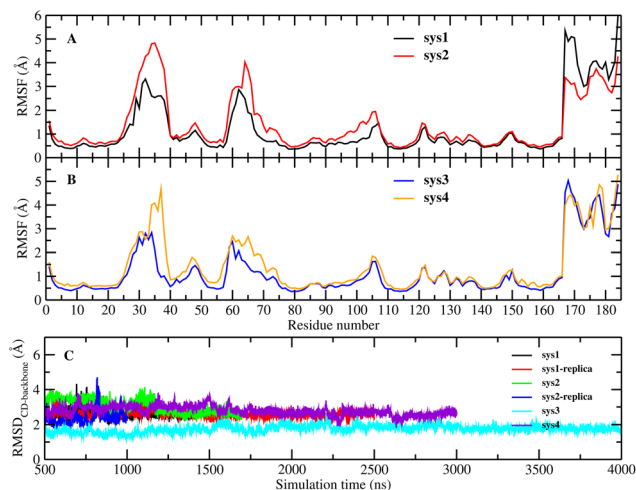 6
5
4
3
2
1
0
RMSF (Å)
A
sys1
sys2
5
4
3
2
1
0
RMSF (Å)
B
sys3
sys4
0 10 20 30 40 50 60 70 80 90 100 110 120 130 140 150 160 170 180
Residue number
6
4
2
0
RMSD CD-backbone (Å)
C
sys1
sys1-replica
sys2
sys2-replica
sys3
sys4
500 1000 1500 2000 2500 3000 3500 4000
Simulation time (ns)